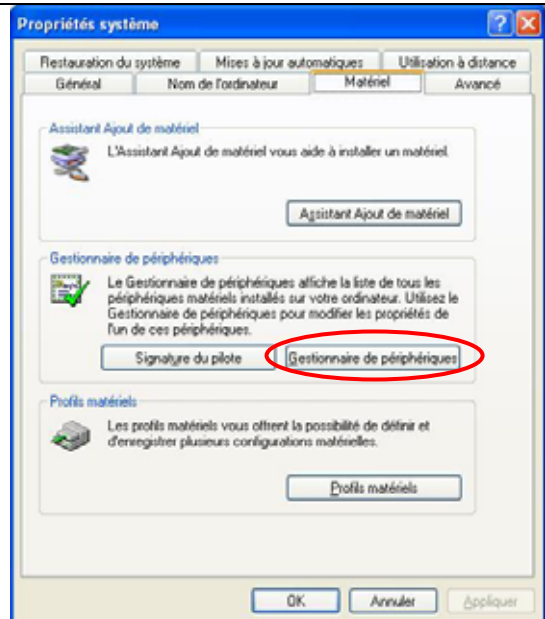 Propriétés système
Restauration du système Mises à jour automatiques Utilisation à distance
Général Nom de l'ordinateur Matériel Avancé
Assistant Ajout de matériel
L'Assistant Ajout de matériel vous aide à installer un matériel.
Assistant Ajout de matériel
Gestionnaire de périphériques
Le Gestionnaire de périphériques affiche la liste de tous les
périphériques matériels installés sur votre ordinateur. Utilisez le
Gestionnaire de périphériques pour modifier les propriétés de
l'un de ces périphériques.
Signature du pilote Gestionnaire de périphériques
Profils matériels
Les profils matériels vous offrent la possibilité de définir et
d'enregistrer plusieurs configurations matérielles.
Profils matériels
OK Annuler Appliquer